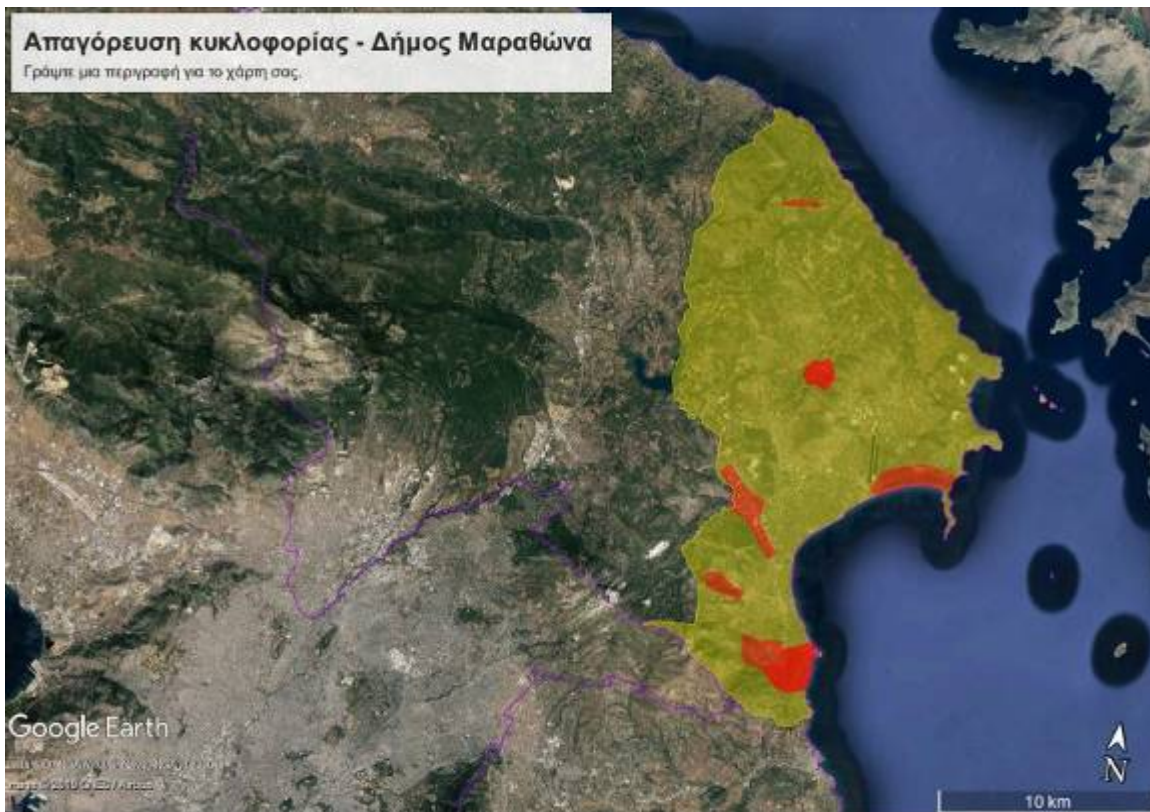 Απαγόρευση κυκλοφορίας - Δήμος Μαραθώνα
Γράψτε μια περιγραφή για το χάρτη σας.
Google Earth
N
10 km